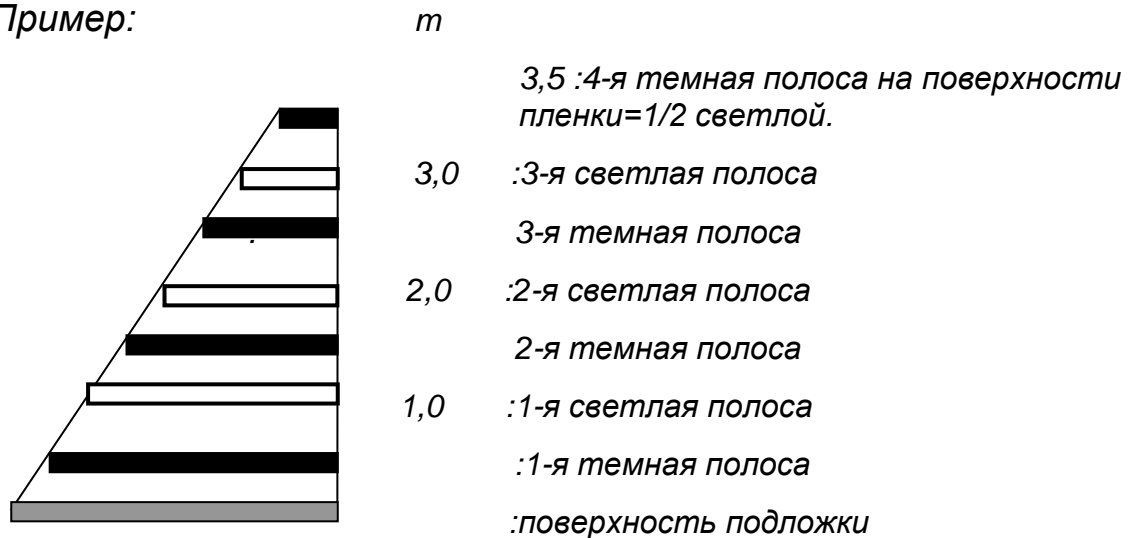 Пример: m
3,5 :4-я темная полоса на поверхности
пленки=1/2 светлой.
3,0 :3-я светлая полоса
3-я темная полоса
2,0 :2-я светлая полоса
2-я темная полоса
1,0 :1-я светлая полоса
:1-я темная полоса
:поверхность подложки